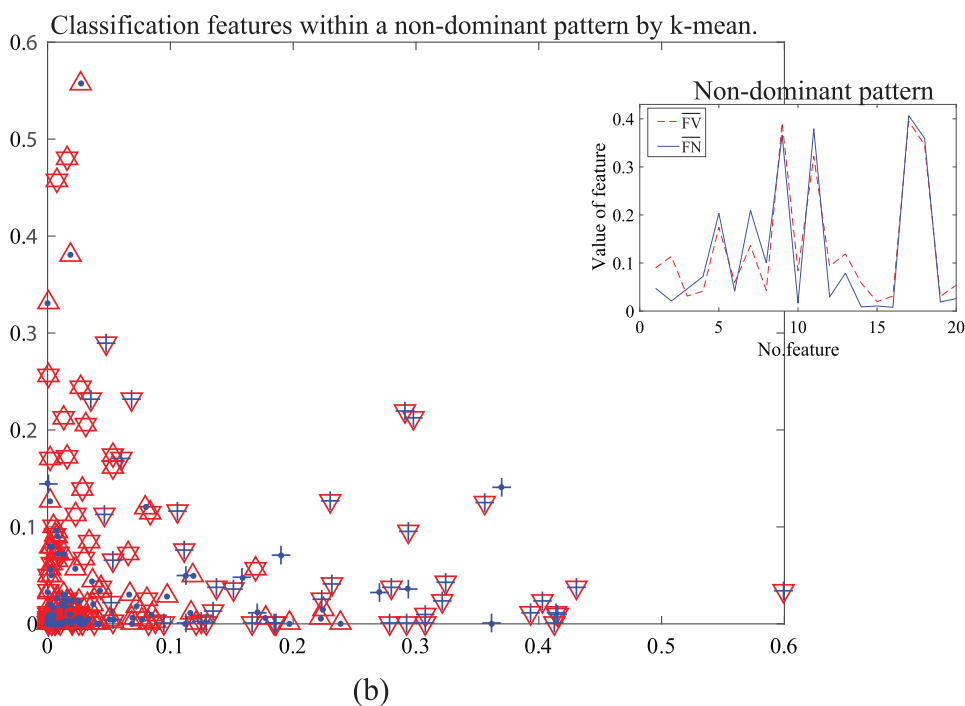 Classification features within a non-dominant pattern by k-mean.
0.6
0.5
0.4
0.3
0.2
0.1
0
0 0.1 0.2 0.3 0.4 0.5 0.6
Non-dominant pattern
Value of feature
0.4
0.3
0.2
0.1
0
FV
FN
0 5 10 15 20
No.feature
(b)